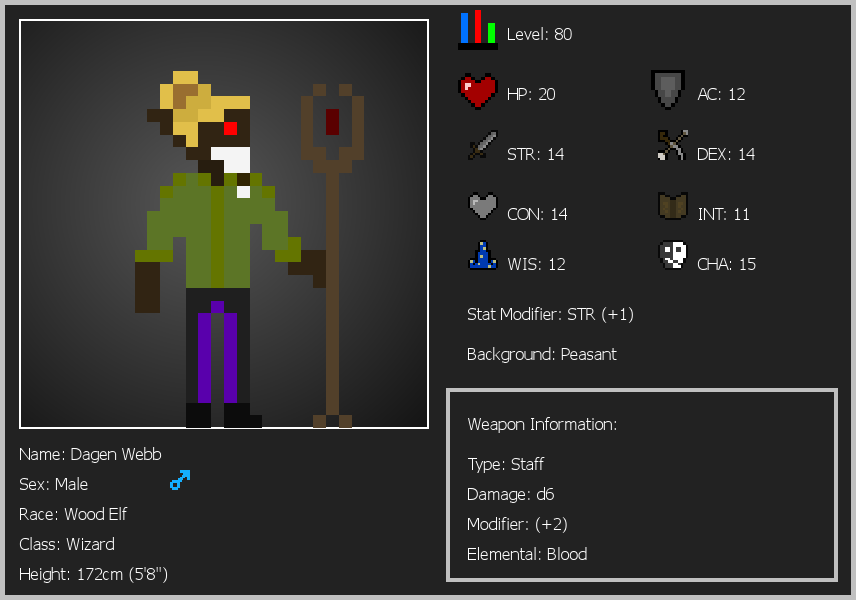 Level: 80
HP: 20
AC: 12
STR: 14
DEX: 14
CON: 14
INT: 11
WIS: 12
CHA: 15
Stat Modifier: STR (+1)
Background: Peasant
Weapon Information:
Type: Staff
Damage: d6
Modifier: (+2)
Elemental: Blood
Name: Dagen Webb
Sex: Male
Race: Wood Elf
Class: Wizard
Height: 172cm (5'8")